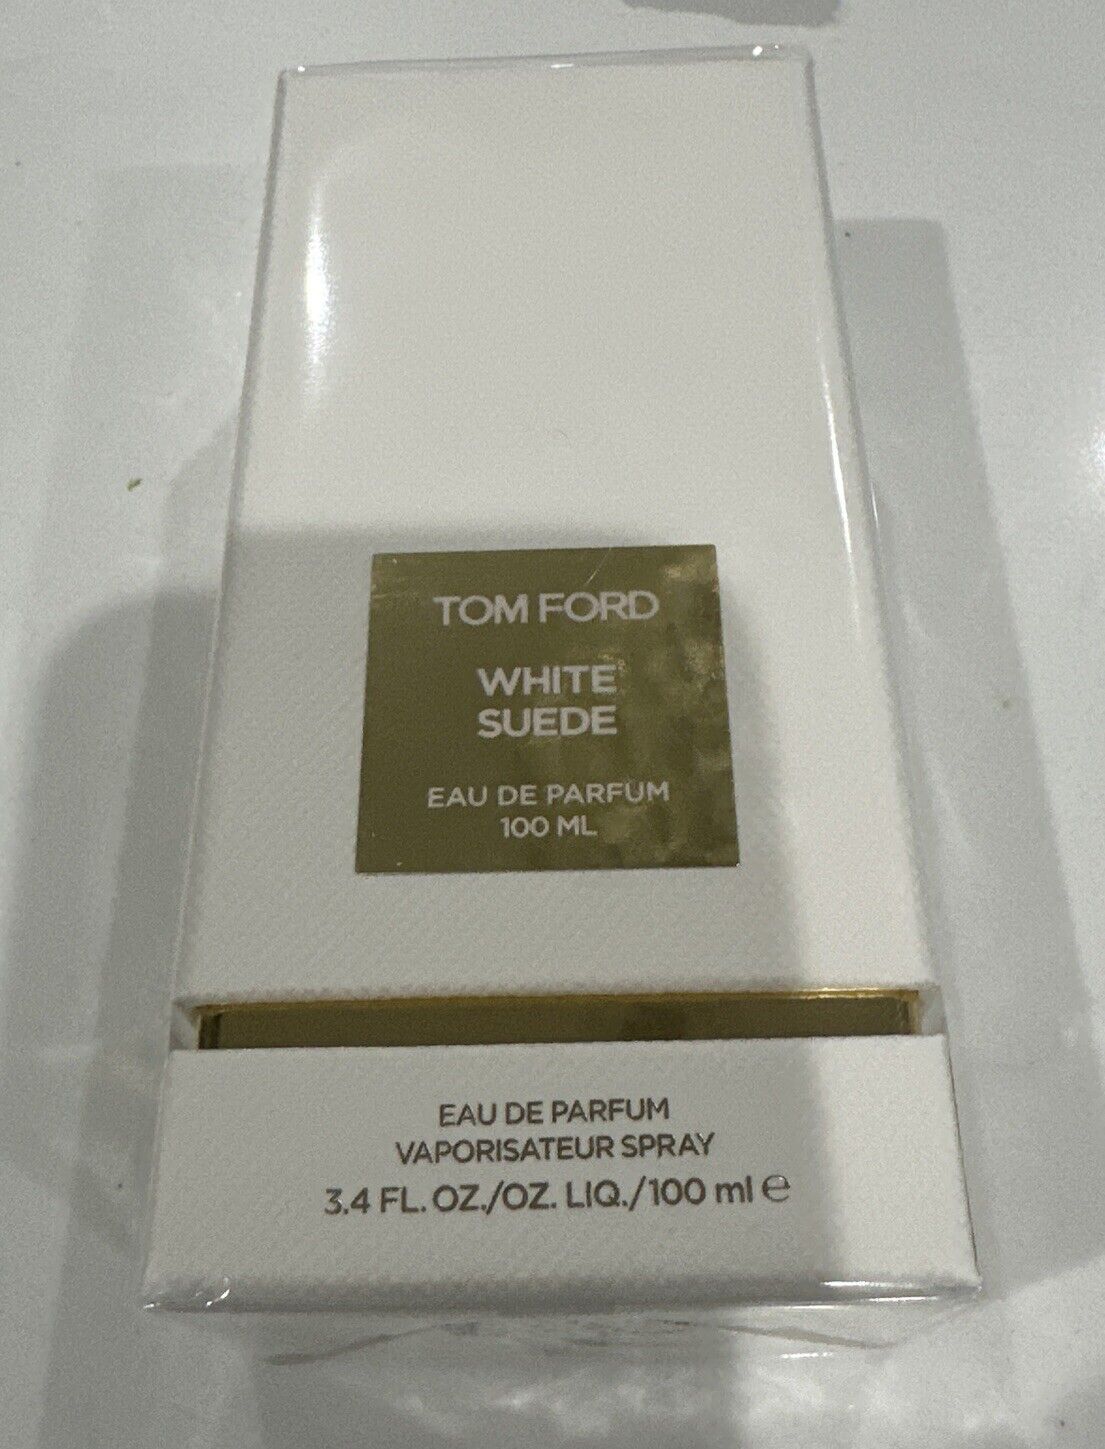 TOM FORD
WHITE
SUEDE
EAU DE PARFUM
100 ML
EAU DE PARFUM
VAPORISATEUR SPRAY
3.4 FL. OZ./OZ. LIQ./100 ml ℮